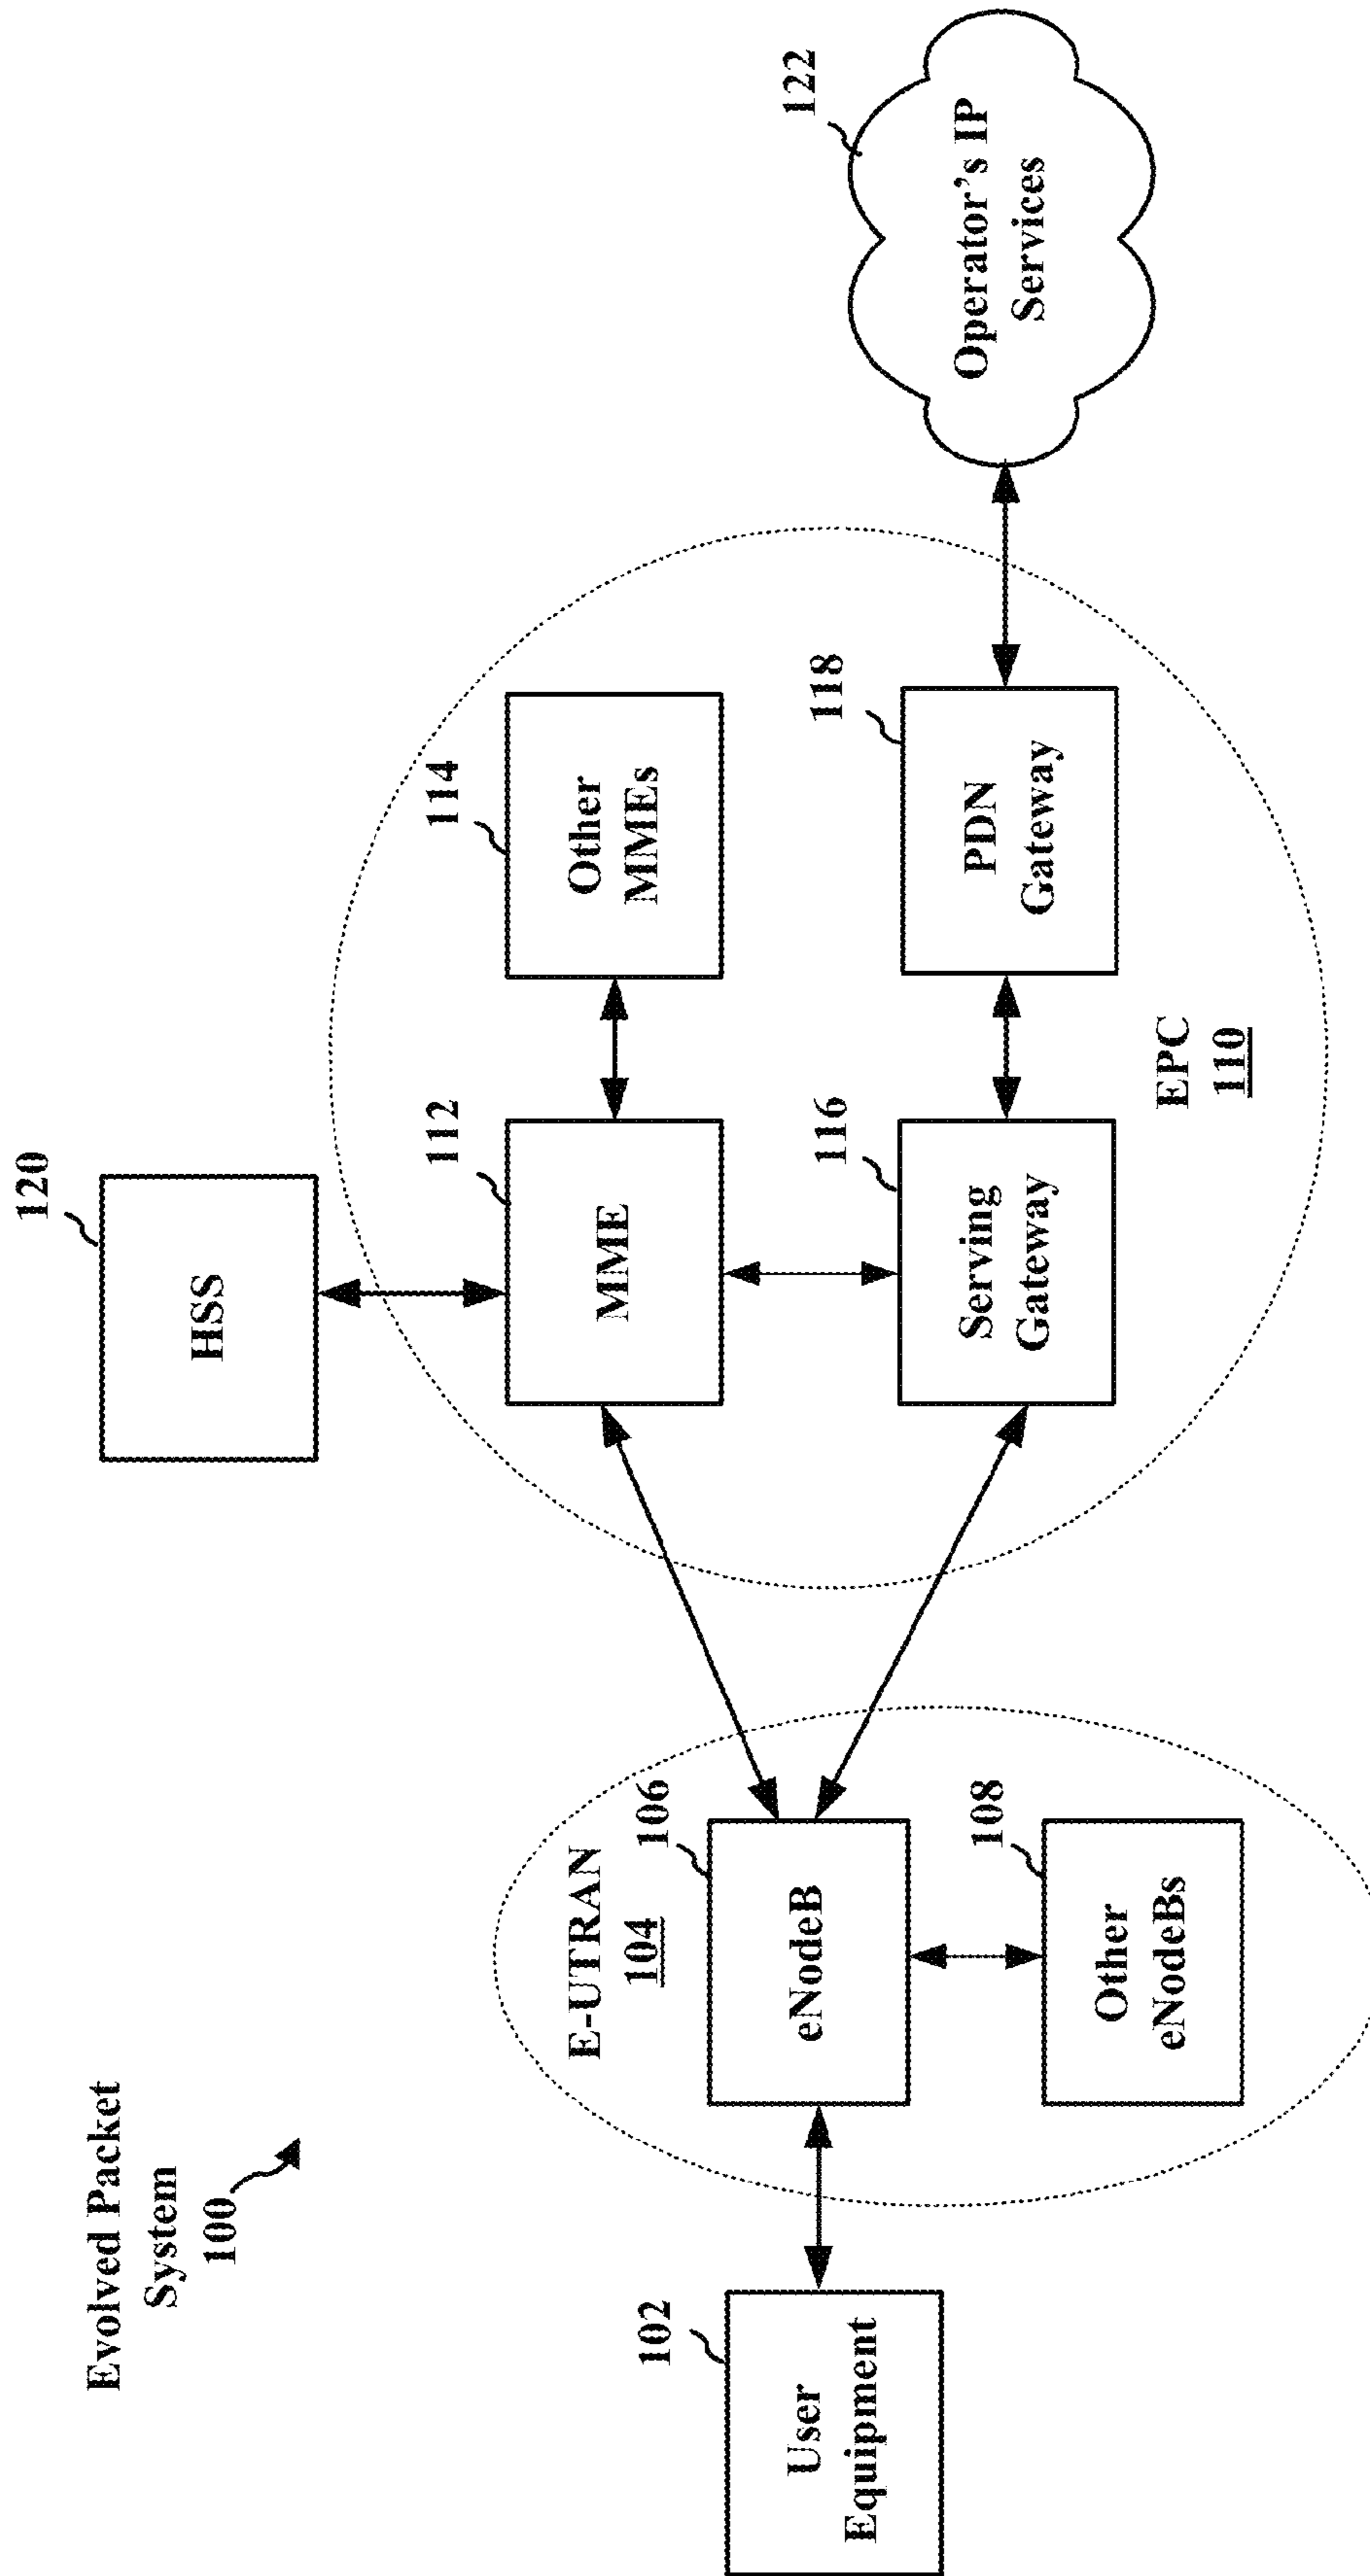 Evolved Packet
System
100
120
HSS
112
MME
114
Other
MMEs
E-UTRAN
104
106
eNodeB
102
User
Equipment
108
Other
eNodeBs
116
Serving
Gateway
118
PDN
Gateway
EPC
110
122
Operator's IP
Services